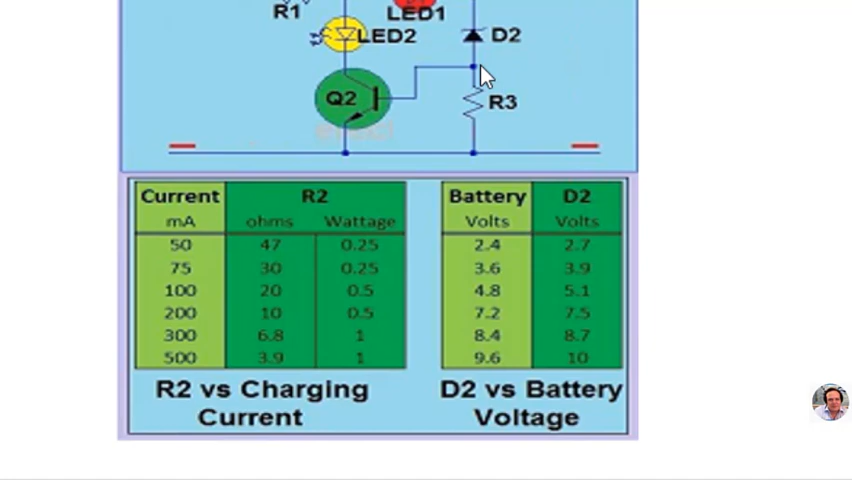 R1
LED1
LED2
D2
Q2
R3
Current R2
mA ohms Wattage
50 47 0.25
75 30 0.25
100 20 0.5
200 10 0.5
300 6.8 1
500 3.9 1
R2 vs Charging
Current
Battery D2
Volts Volts
2.4 2.7
3.6 3.9
4.8 5.1
7.2 7.5
8.4 8.7
9.6 10
D2 vs Battery
Voltage